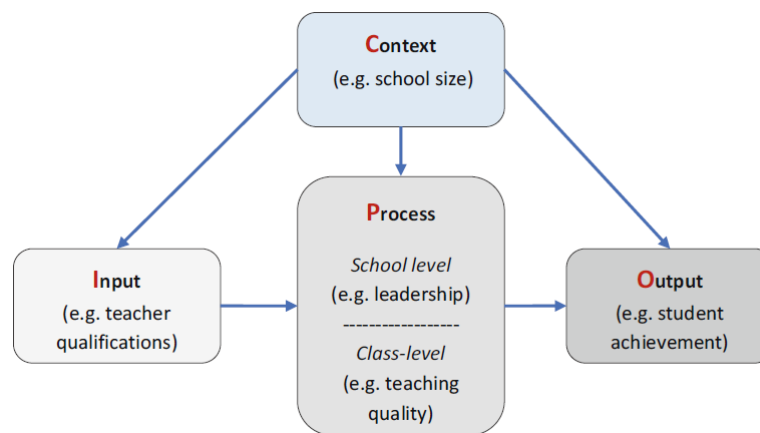 Context
(e.g. school size)
Process
School level
(e.g. leadership)
------------------
Class-level
(e.g. teaching
quality)
Input
(e.g. teacher
qualifications)
Output
(e.g. student
achievement)